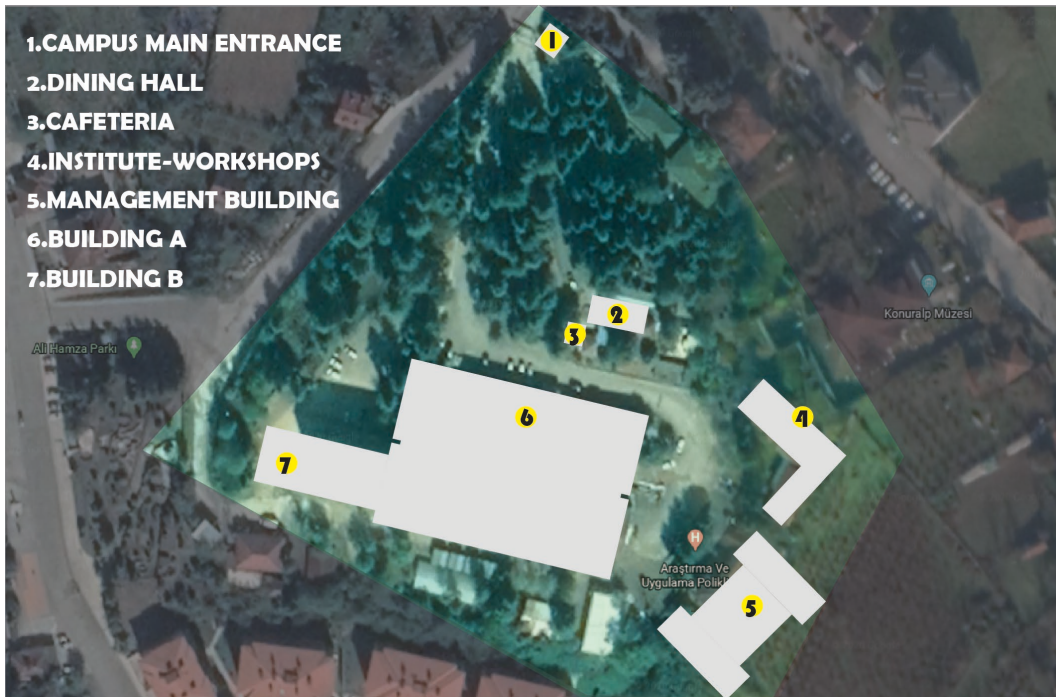 1.CAMPUS MAIN ENTRANCE
2.DINING HALL
3.CAFETERIA
4.INSTITUTE-WORKSHOPS
5.MANAGEMENT BUILDING
6.BUILDING A
7.BUILDING B
1
2
3
Konuralp Müzesi
Ali Hamza Parkı
6
4
7
H
Araştırma Ve
Uygulama Polikl
5